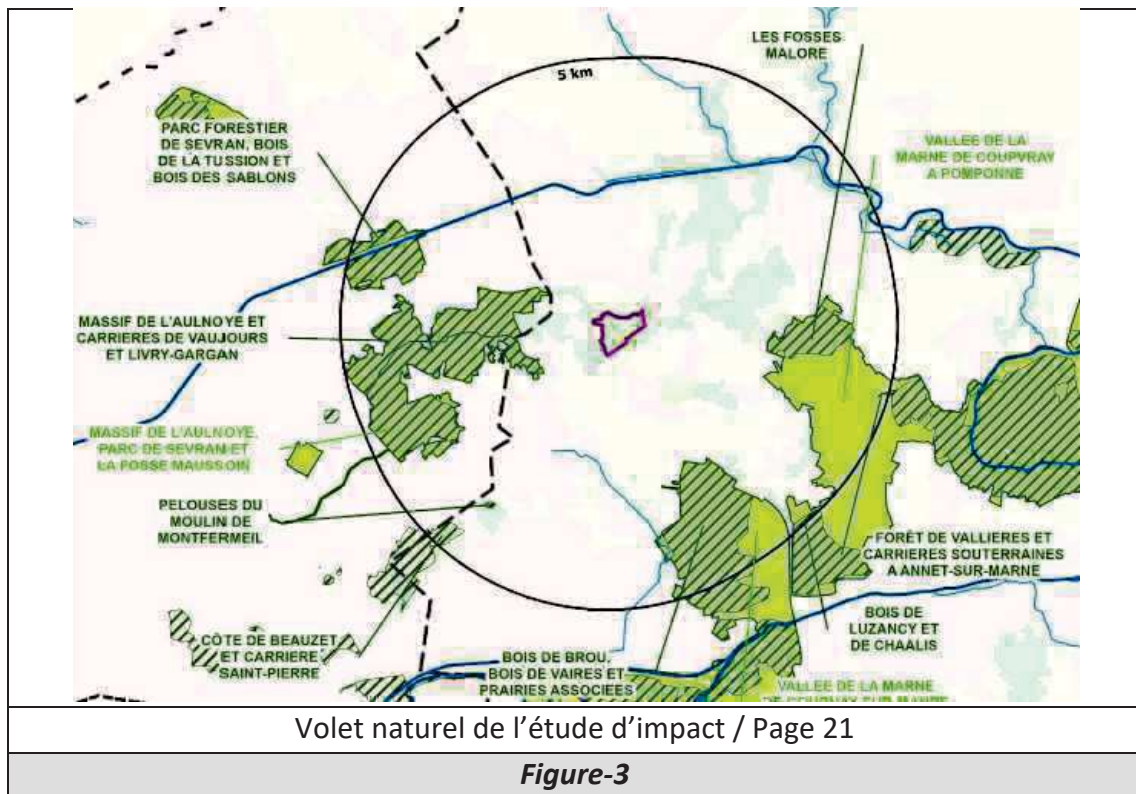 LES FOSSES
MALORE
5 km
PARC FORESTIER
DE SEVRAN, BOIS
DE LA TUSSION ET
BOIS DES SABLONS
VALLEE DE LA
MARNE DE COUPVRAY
A POMPONNE
MASSIF DE L'AULNOYE ET
CARRIERES DE VAUJOURS
ET LIVRY-GARGAN
MASSIF DE L'AULNOYE,
PARC DE SEVRAN ET
LA FOSSE MAUSSOIN
PELOUSES DU
MOULIN DE
MONTFERMEIL
FORÊT DE VALLIERES ET
CARRIERES SOUTERRAINES
A ANNET-SUR-MARNE
BOIS DE
LUZANCY ET
DE CHAALIS
CÔTE DE BEAUZET
ET CARRIERE
SAINT-PIERRE
BOIS DE BROU,
BOIS DE VAIRES ET
PRAIRIES ASSOCIEES
VALLEE DE LA MARNE
Volet naturel de l'étude d'impact / Page 21
Figure-3